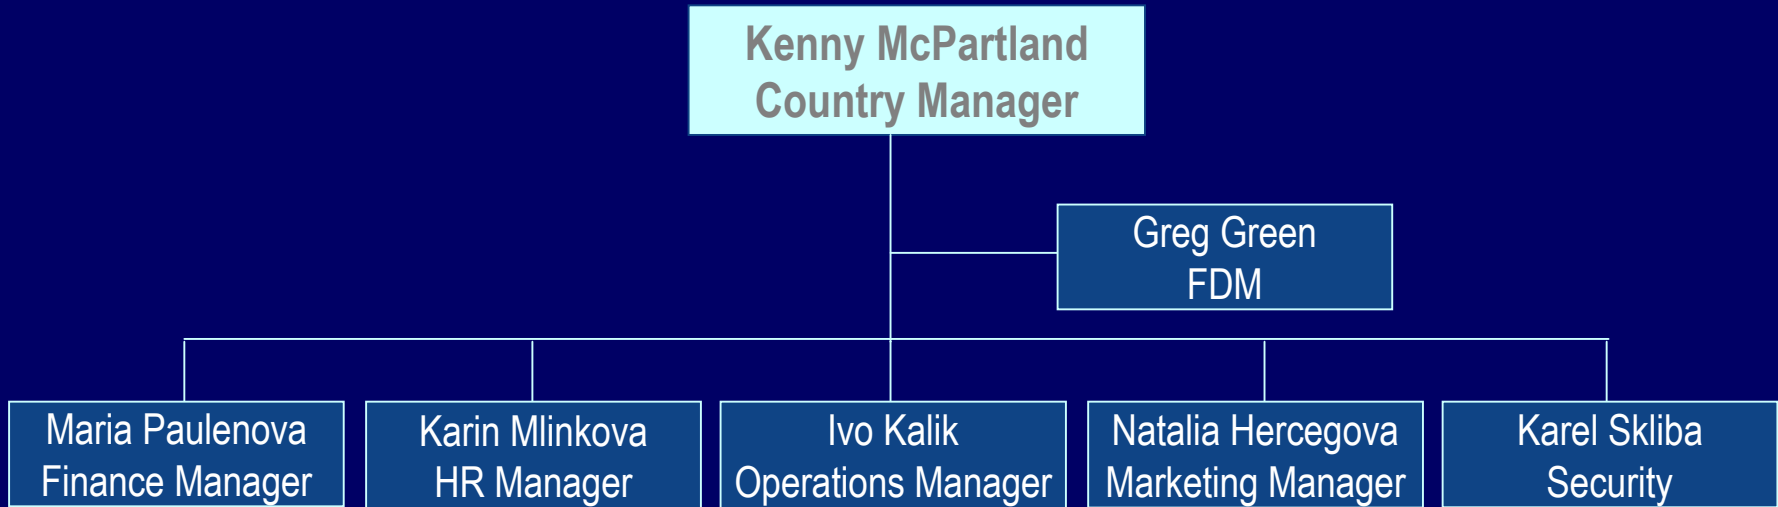 Kenny McPartland
Country Manager
Greg Green
FDM
Maria Paulenova
Finance Manager
Karin Mlinkova
HR Manager
Ivo Kalik
Operations Manager
Natalia Hercegova
Marketing Manager
Karel Skliba
Security